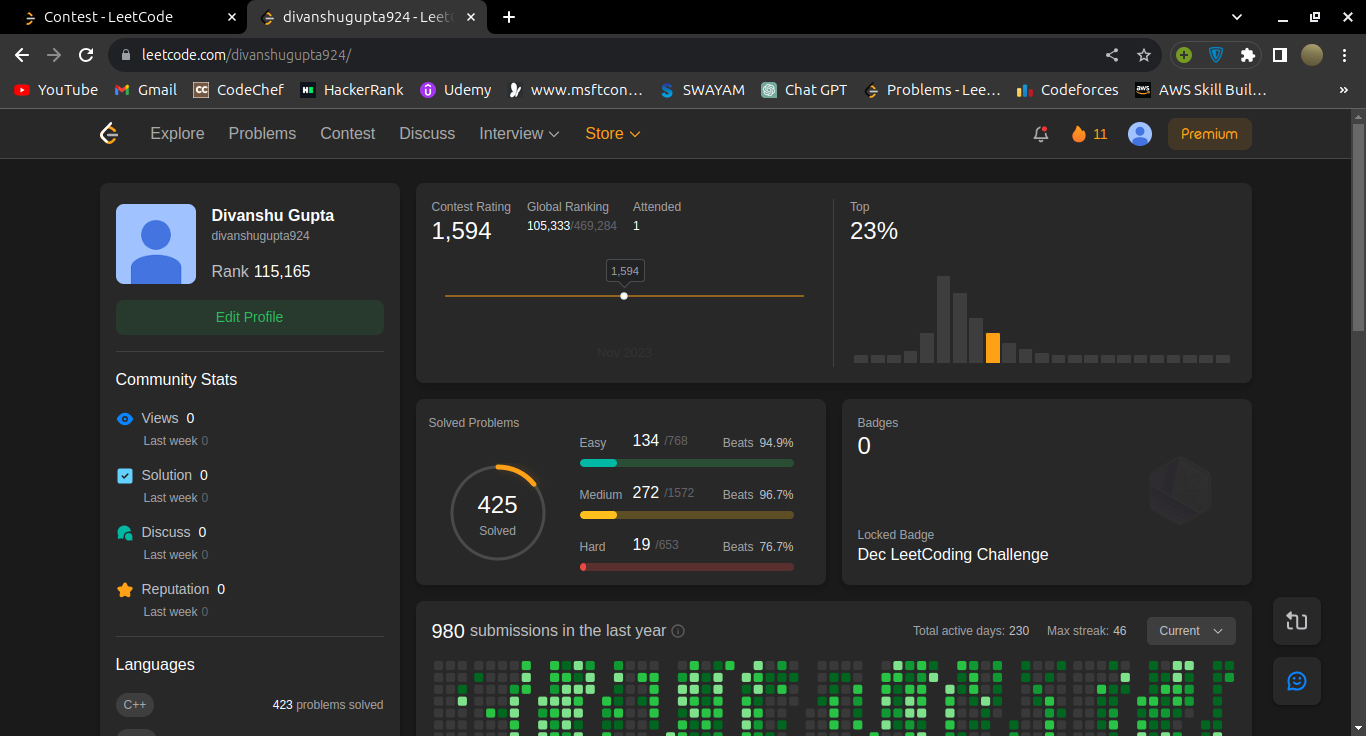 Contest - LeetCode
divanshugupta924 - LeetC
leetcode.com/divanshugupta924/
YouTube Gmail CodeChef HackerRank Udemy www.msftcon... SWAYAM Chat GPT Problems - Lee... Codeforces AWS Skill Buil... »
Explore Problems Contest Discuss Interview Store 11 Premium
Divanshu Gupta
divanshugupta924
Rank 115,165
Edit Profile
Community Stats
Views 0
Last week 0
Solution 0
Last week 0
Discuss 0
Last week 0
Reputation 0
Last week 0
Languages
C++ 423 problems solved
Contest Rating Global Ranking Attended
1,594 105,333/469,284 1
1,594
Nov 2023
Top
23%
Solved Problems
425
Solved
Easy 134 /768 Beats 94.9%
Medium 272 /1572 Beats 96.7%
Hard 19 /653 Beats 76.7%
Badges
0
Locked Badge
Dec LeetCoding Challenge
980 submissions in the last year Total active days: 230 Max streak: 46 Current